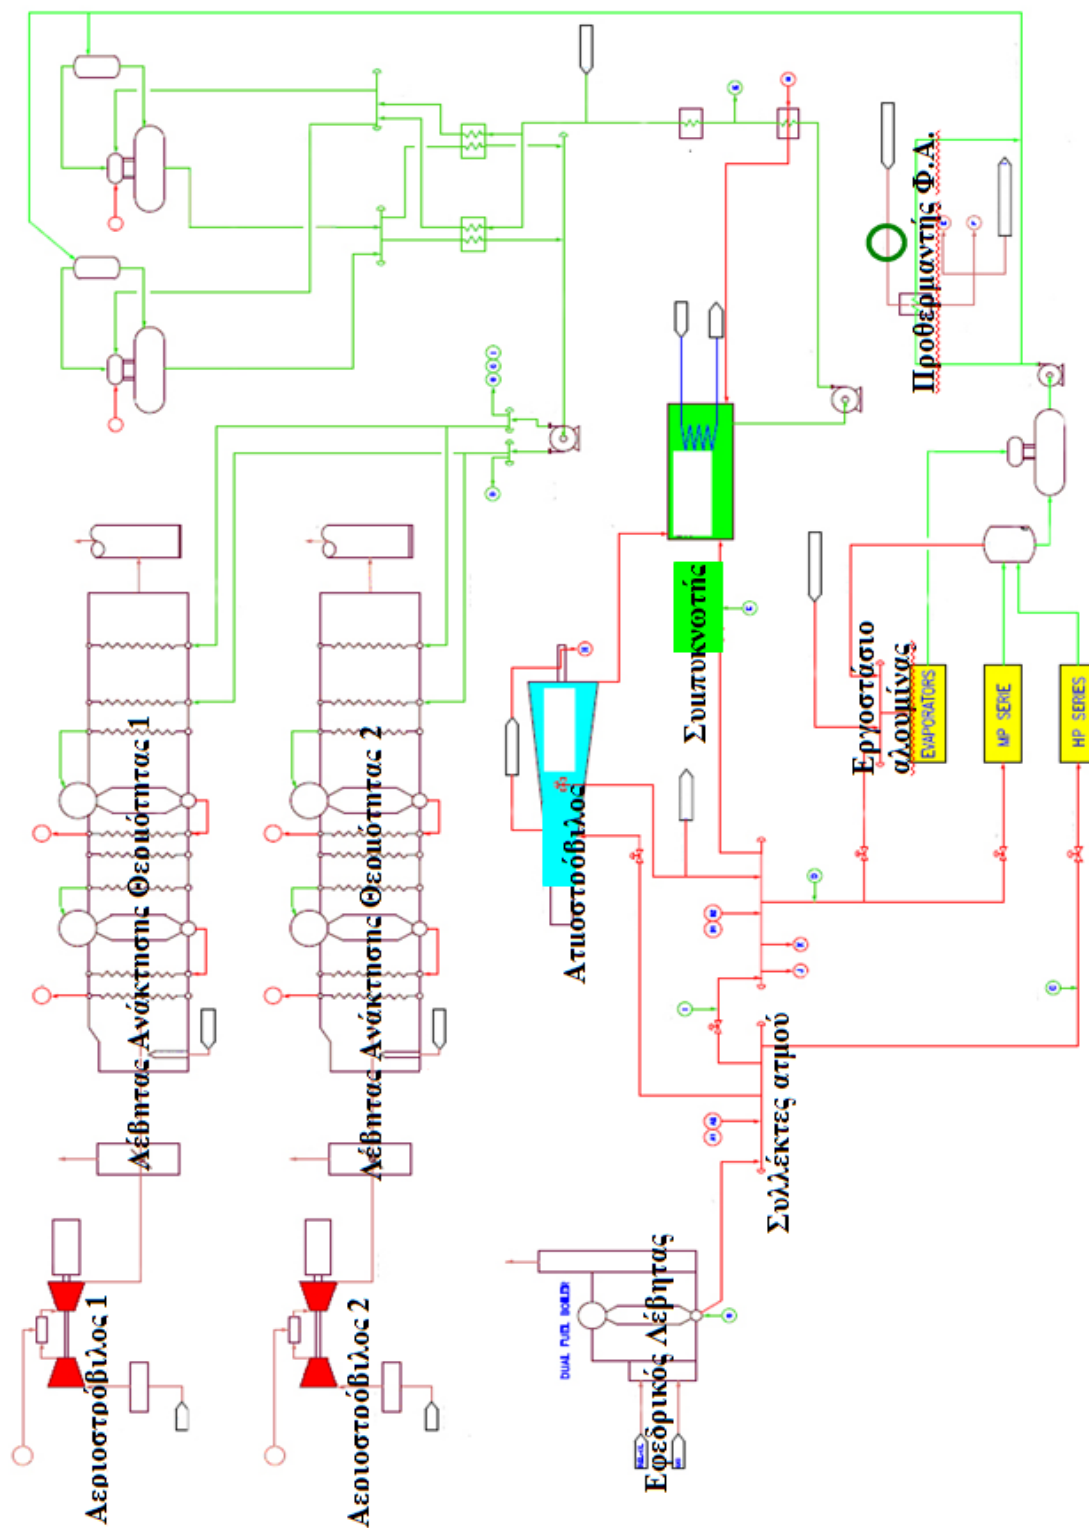 Αεριοστρόβιλος 1
Λέβητας Ανάκτησης Θερμότητας 1
Αεριοστρόβιλος 2
Λέβητας Ανάκτησης Θερμότητας 2
DUAL FUEL BOILER
Εφεδρικός Λέβητας
Ατμοστρόβιλος
Συμπυκνωτής
Συλλέκτες ατμού
Εργοστάσιο
αλουμίνας
EVAPORATORS
MP SERIE
HP SERIES
Προθερμαντής Φ.Α.